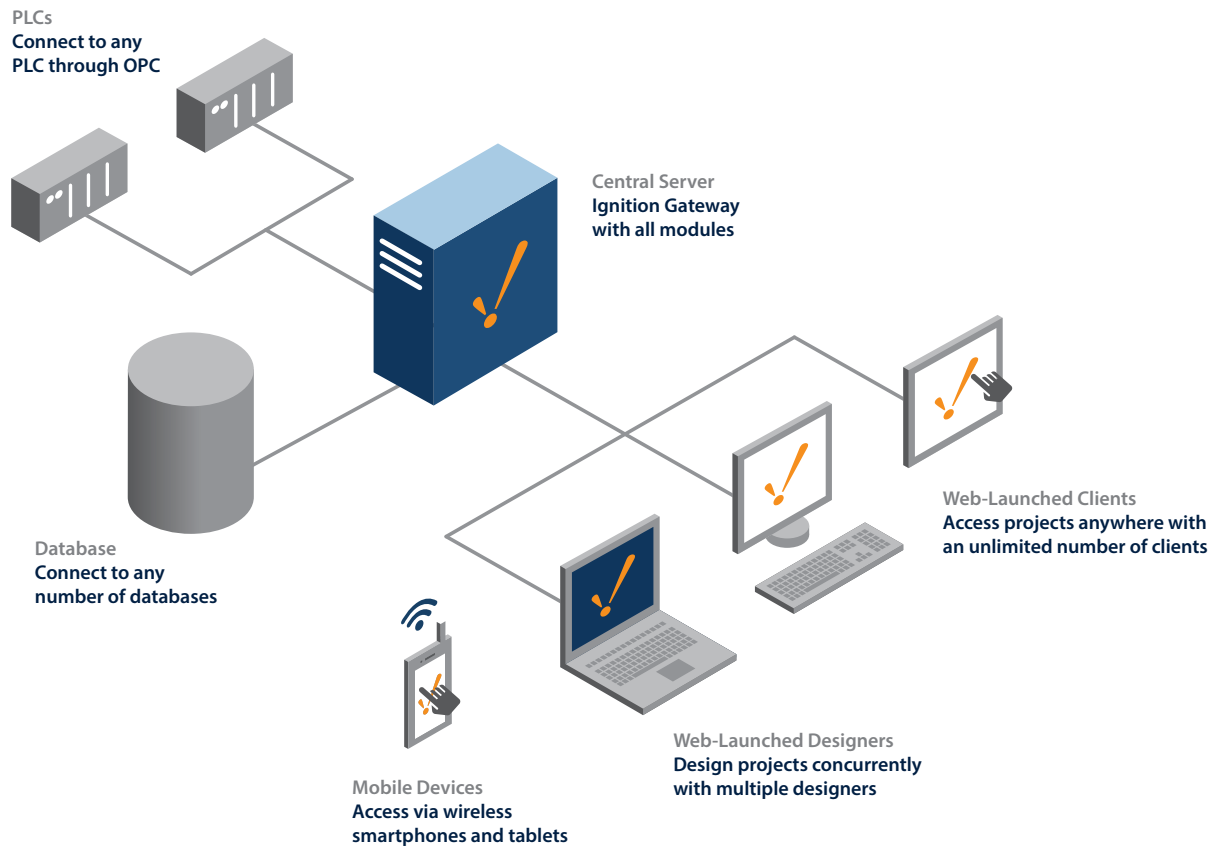 PLCs
Connect to any
PLC through OPC
Central Server
Ignition Gateway
with all modules
Web-Launched Clients
Access projects anywhere with
an unlimited number of clients
Database
Connect to any
number of databases
Web-Launched Designers
Design projects concurrently
with multiple designers
Mobile Devices
Access via wireless
smartphones and tablets